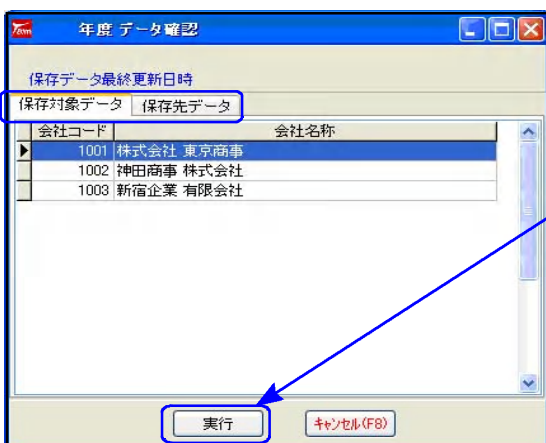 Tam 年度 データ確認
保存データ最終更新日時
保存対象データ 保存先データ
会社コード 会社名称
1001 株式会社 東京商事
1002 神田商事 株式会社
1003 新宿企業 有限会社
実行 キャンセル(F8)